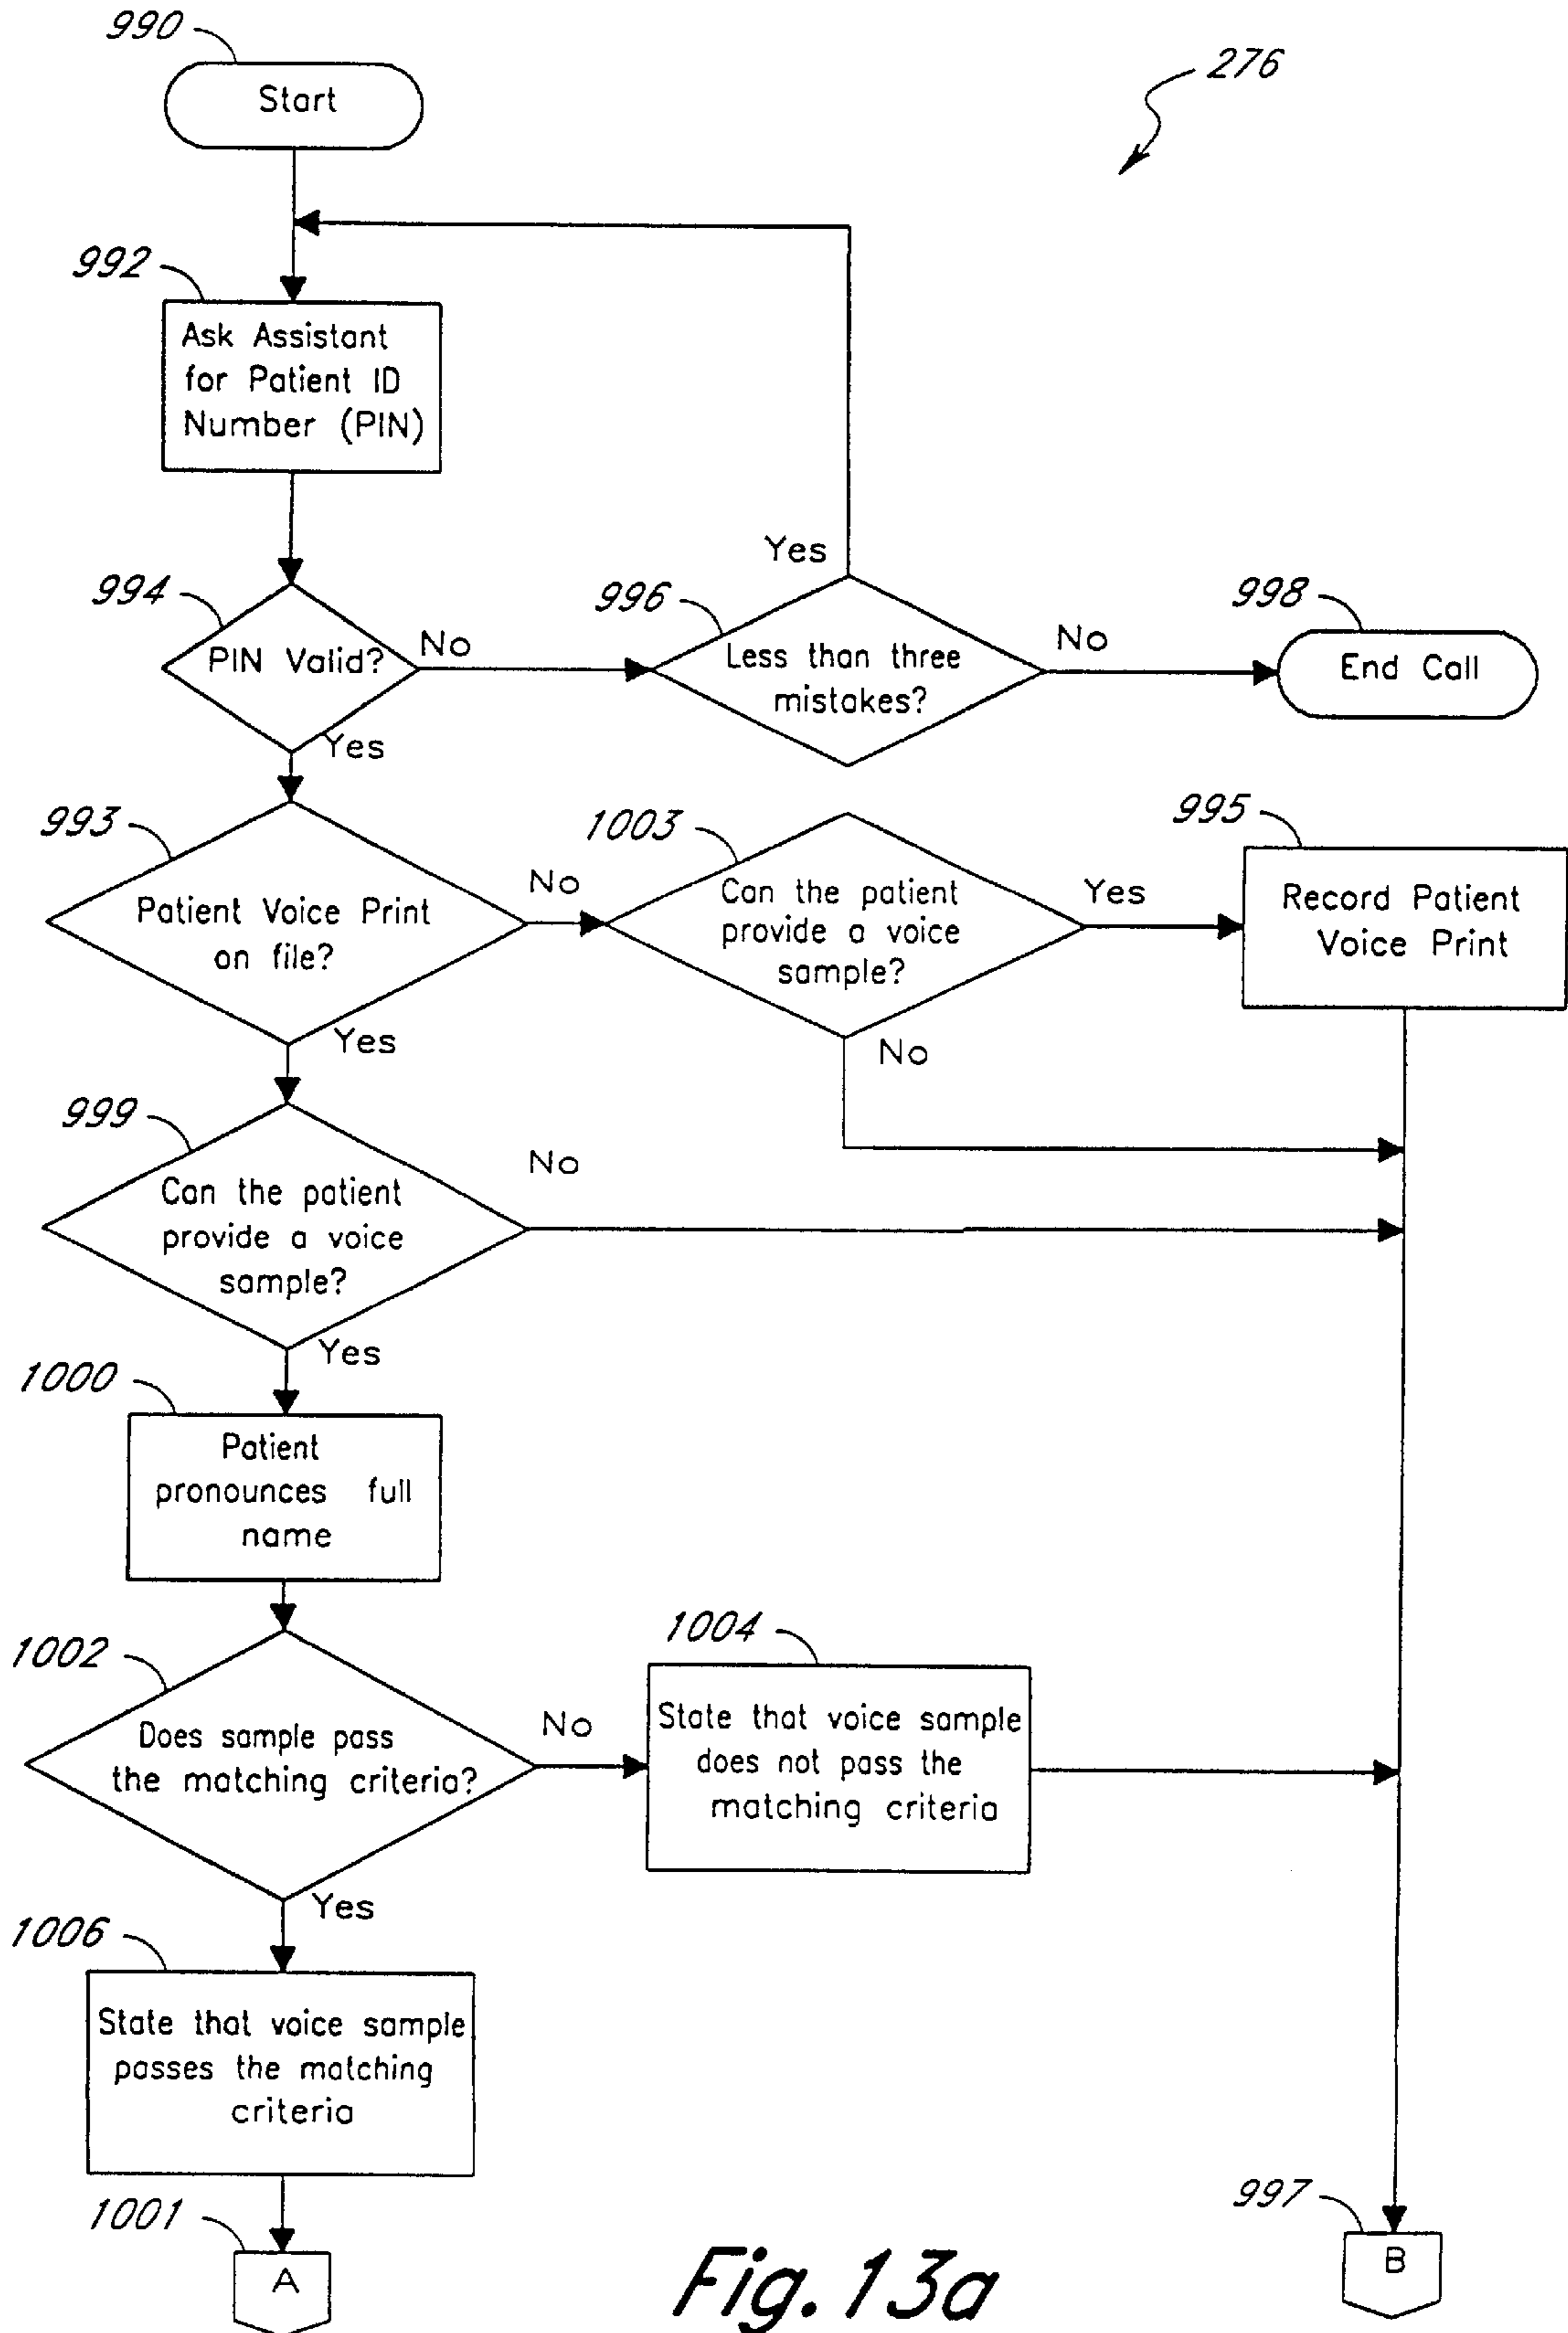 990
Start
276
992
Ask Assistant
for Patient ID
Number (PIN)
994
PIN Valid?
No
Yes
996
Less than three
mistakes?
Yes
No
998
End Call
993
Patient Voice Print
on file?
No
Yes
1003
Can the patient
provide a voice
sample?
Yes
No
995
Record Patient
Voice Print
999
Can the patient
provide a voice
sample?
No
Yes
1000
Patient
pronounces full
name
1002
Does sample pass
the matching criteria?
No
Yes
1004
State that voice sample
does not pass the
matching criteria
1006
State that voice sample
passes the matching
criteria
1001
A
997
B
Fig. 13a